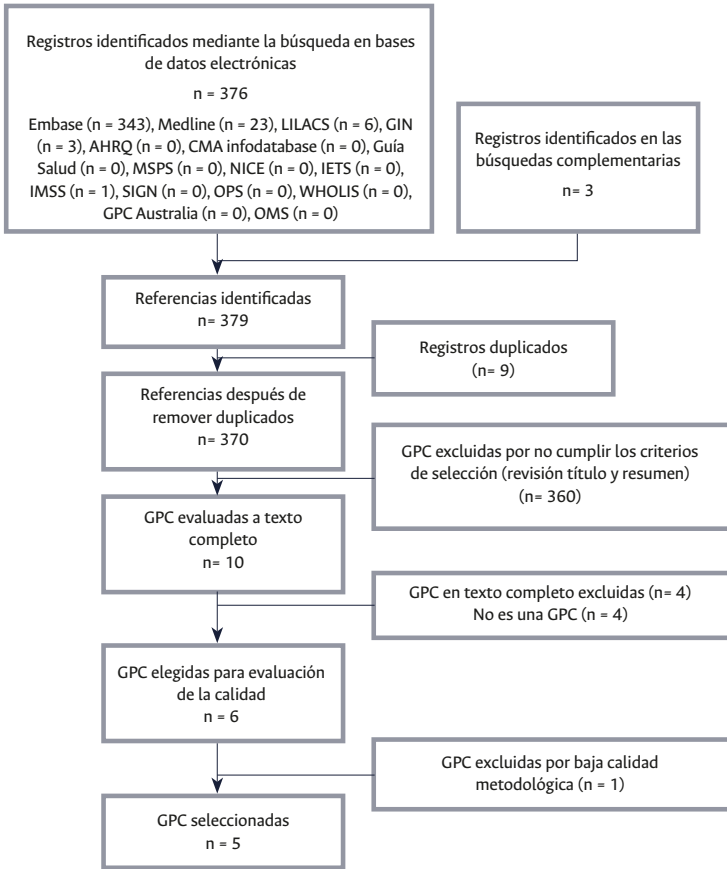 Registros identificados mediante la búsqueda en bases
de datos electrónicas
n = 376
Embase (n = 343), Medline (n = 23), LILACS (n = 6), GIN
(n = 3), AHRQ (n = 0), CMA infodatabase (n = 0), Guía
Salud (n = 0), MSPS (n = 0), NICE (n = 0), IETS (n = 0),
IMSS (n = 1), SIGN (n = 0), OPS (n = 0), WHOLIS (n = 0),
GPC Australia (n = 0), OMS (n = 0)
Registros identificados en las
búsquedas complementarias
n= 3
Referencias identificadas
n= 379
Registros duplicados
(n= 9)
Referencias después de
remover duplicados
n= 370
GPC excluidas por no cumplir los criterios
de selección (revisión título y resumen)
(n= 360)
GPC evaluadas a texto
completo
n= 10
GPC en texto completo excluidas (n= 4)
No es una GPC (n = 4)
GPC elegidas para evaluación
de la calidad
n = 6
GPC excluidas por baja calidad
metodológica (n = 1)
GPC seleccionadas
n = 5